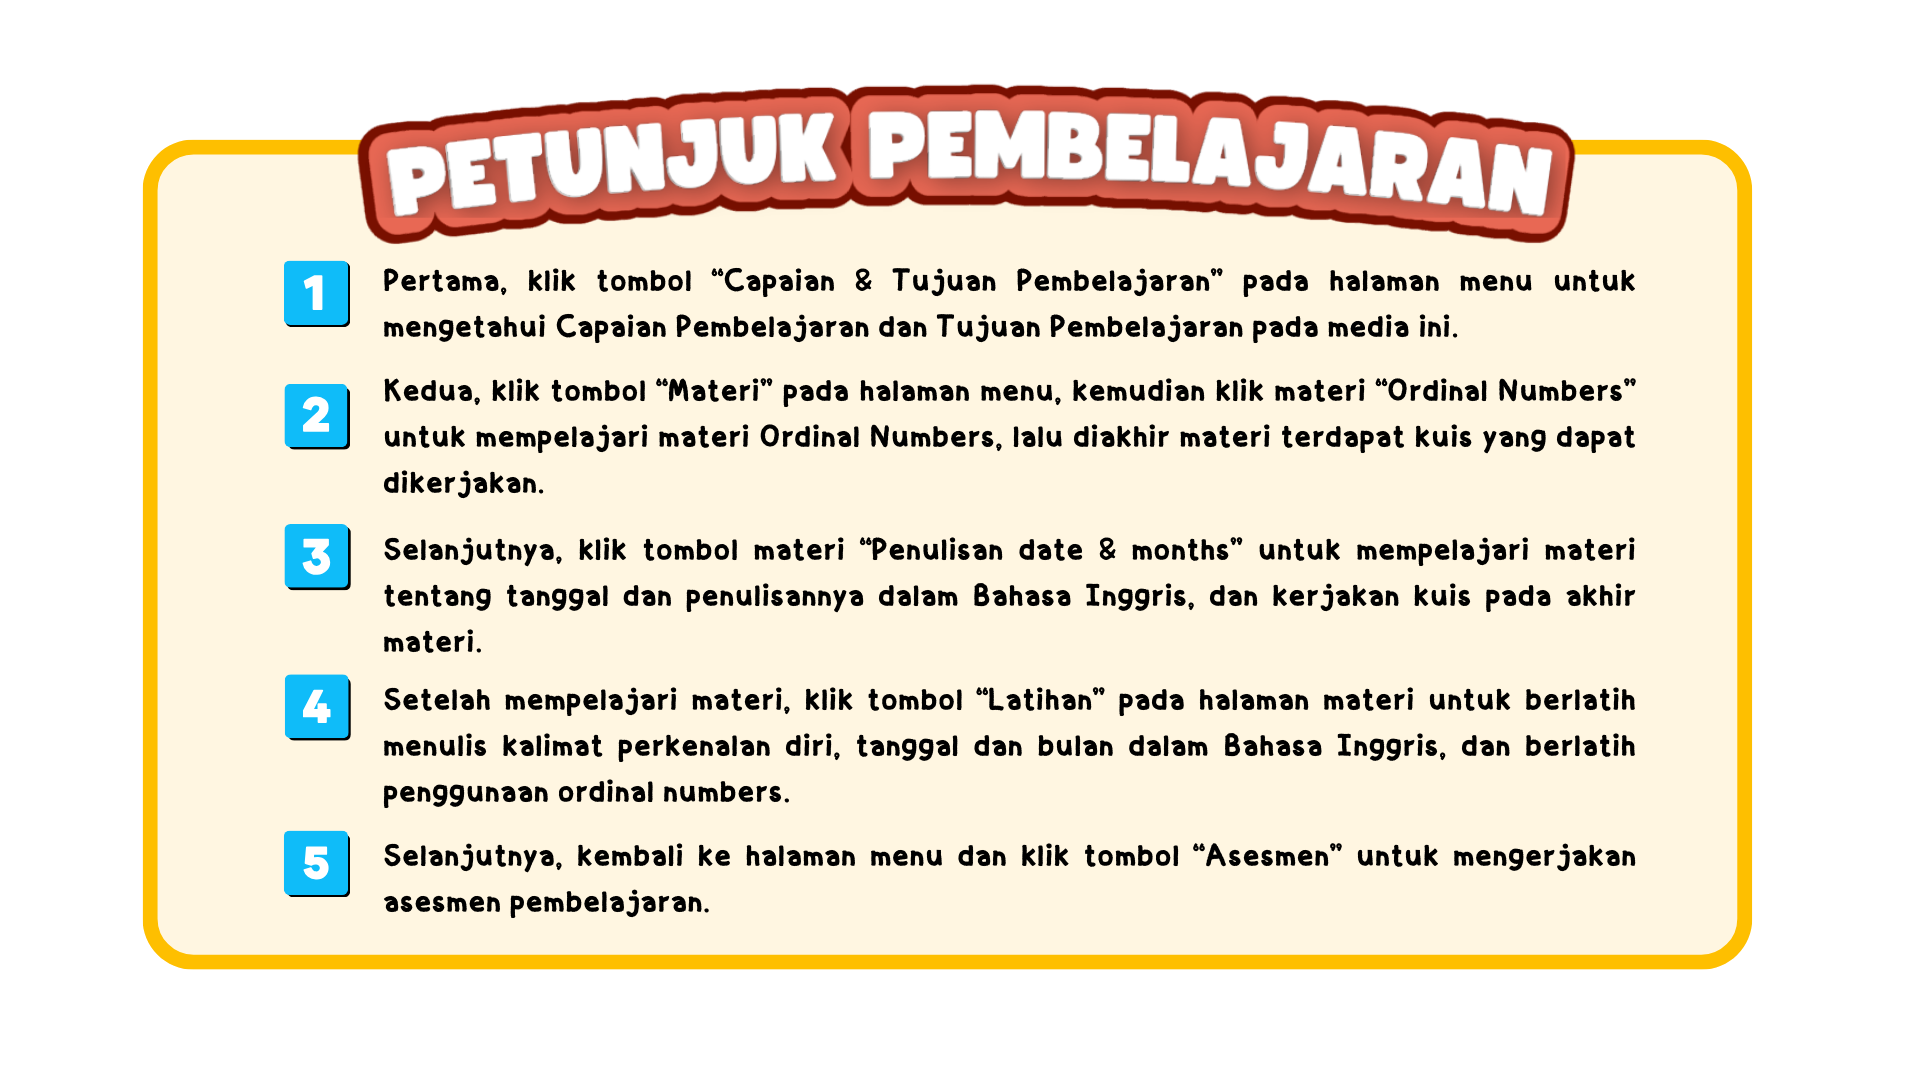 PETUNJUK PEMBELAJARAN
1 Pertama, klik tombol “Capaian & Tujuan Pembelajaran” pada halaman menu untuk
mengetahui Capaian Pembelajaran dan Tujuan Pembelajaran pada media ini.
2 Kedua, klik tombol “Materi” pada halaman menu, kemudian klik materi “Ordinal Numbers”
untuk mempelajari materi Ordinal Numbers, lalu diakhir materi terdapat kuis yang dapat
dikerjakan.
3 Selanjutnya, klik tombol materi “Penulisan date & months” untuk mempelajari materi
tentang tanggal dan penulisannya dalam Bahasa Inggris, dan kerjakan kuis pada akhir
materi.
4 Setelah mempelajari materi, klik tombol “Latihan” pada halaman materi untuk berlatih
menulis kalimat perkenalan diri, tanggal dan bulan dalam Bahasa Inggris, dan berlatih
penggunaan ordinal numbers.
5 Selanjutnya, kembali ke halaman menu dan klik tombol “Asesmen” untuk mengerjakan
asesmen pembelajaran.